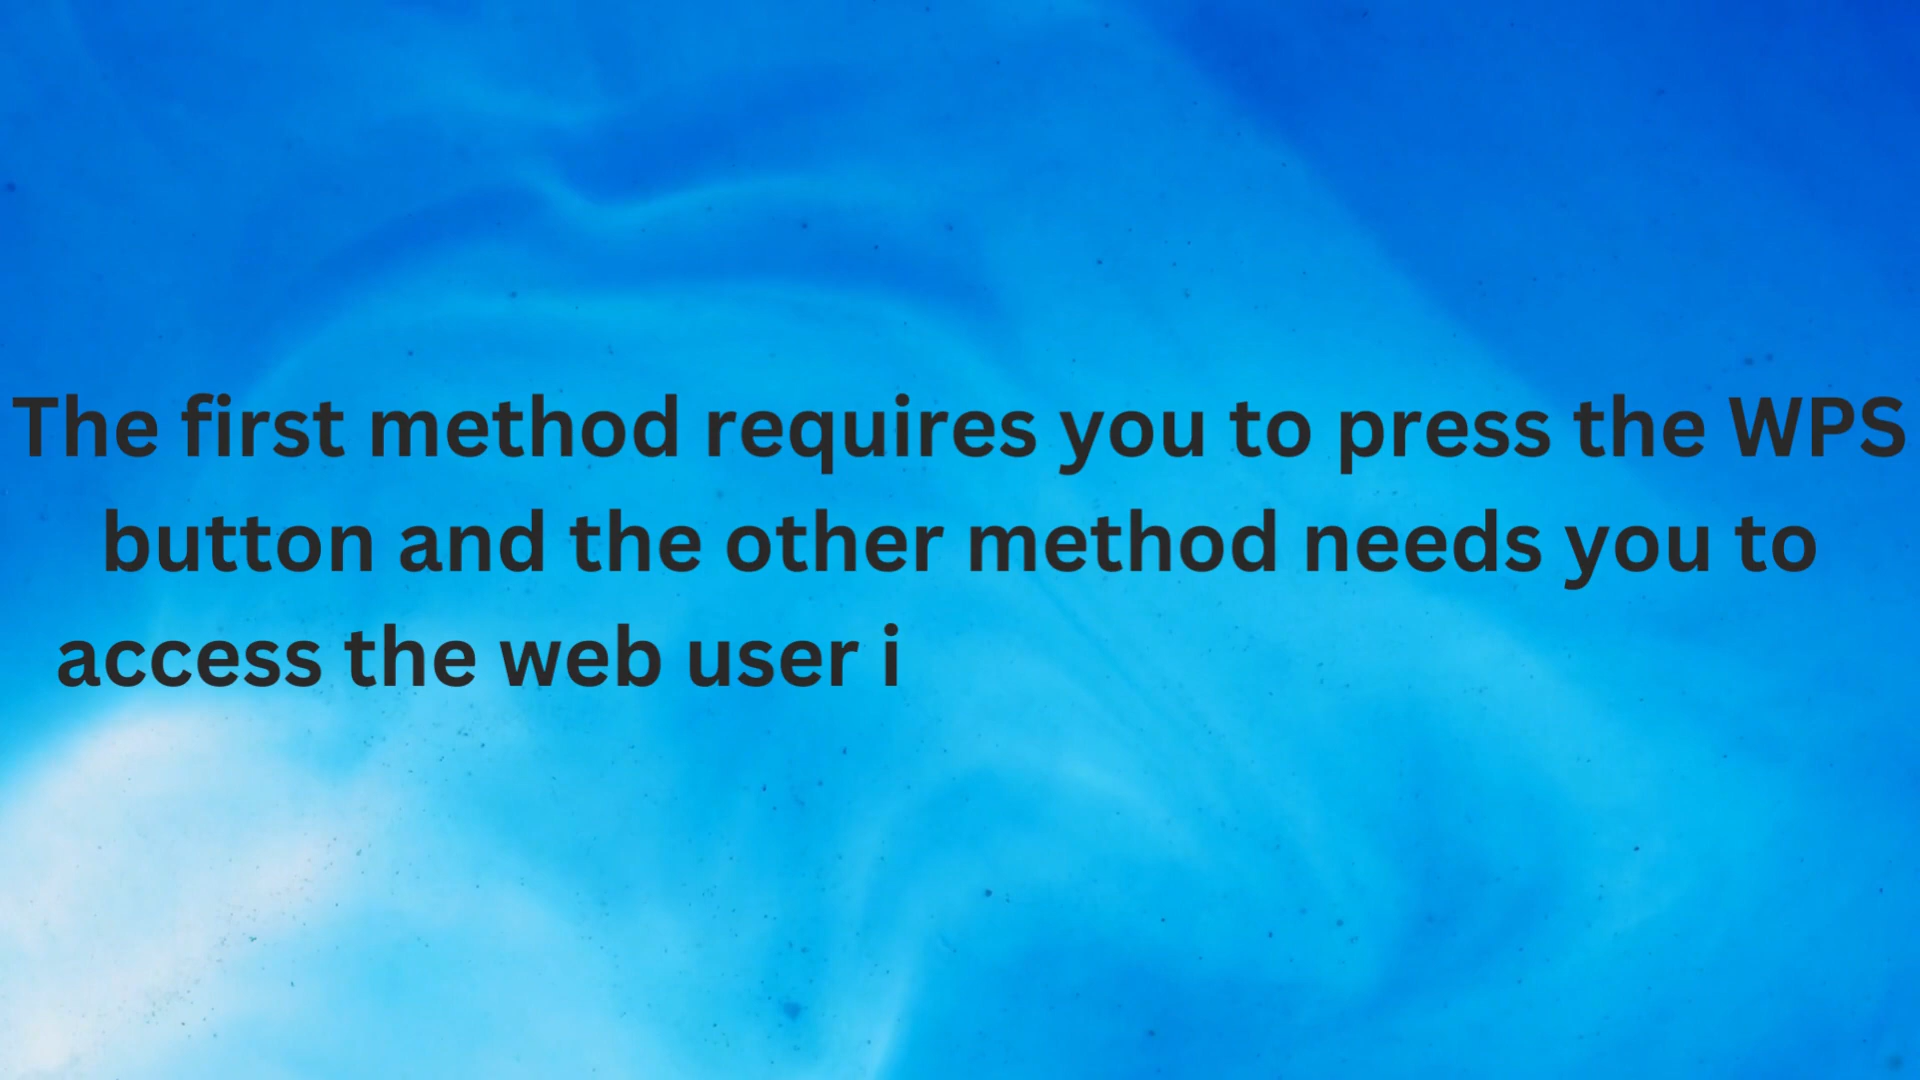 The first method requires you to press the WPS
button and the other method needs you to
access the web user i